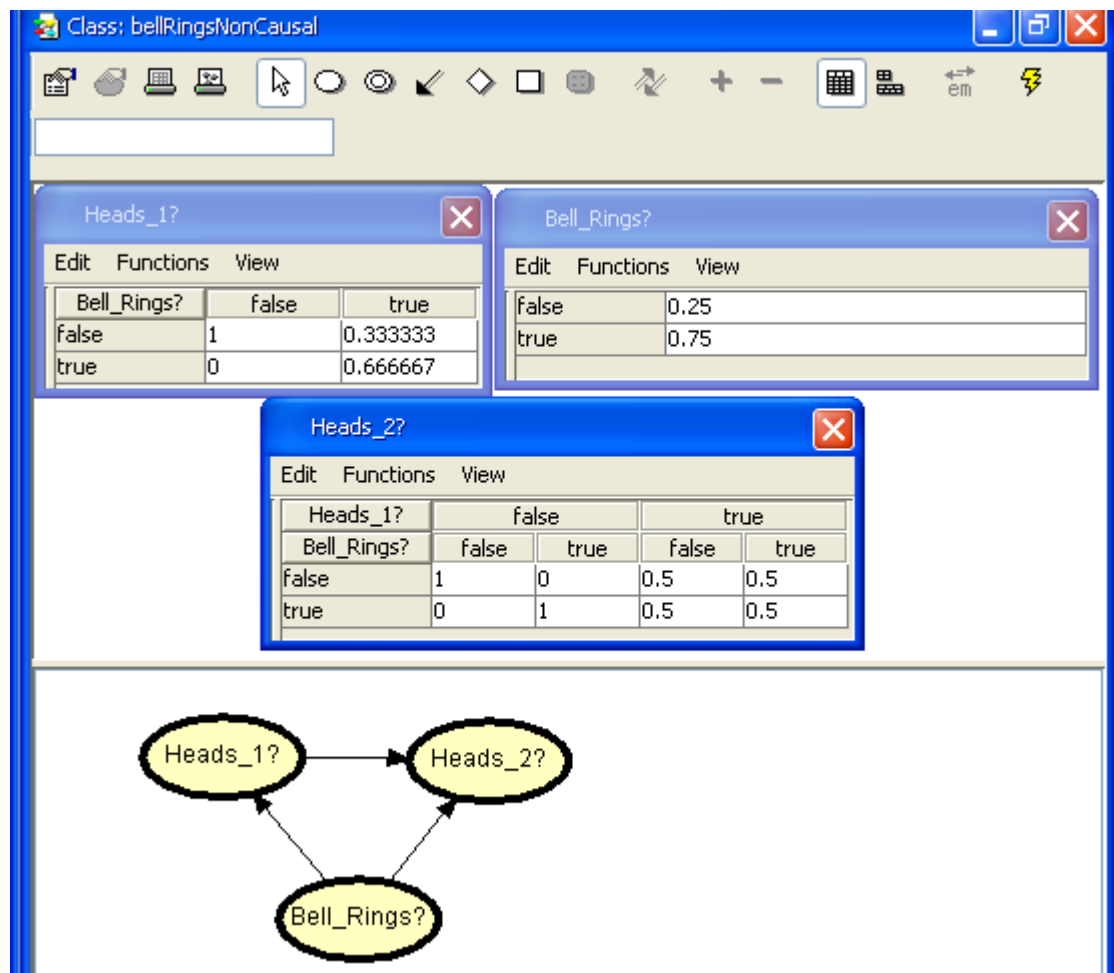 Class: bellRingsNonCausal
em
Heads_1?
Edit Functions View
Bell_Rings? false true
false 1 0.333333
true 0 0.666667
Bell_Rings?
Edit Functions View
false 0.25
true 0.75
Heads_2?
Edit Functions View
Heads_1? false true
Bell_Rings? false true false true
false 1 0 0.5 0.5
true 0 1 0.5 0.5
Heads_1? Heads_2?
Bell_Rings?